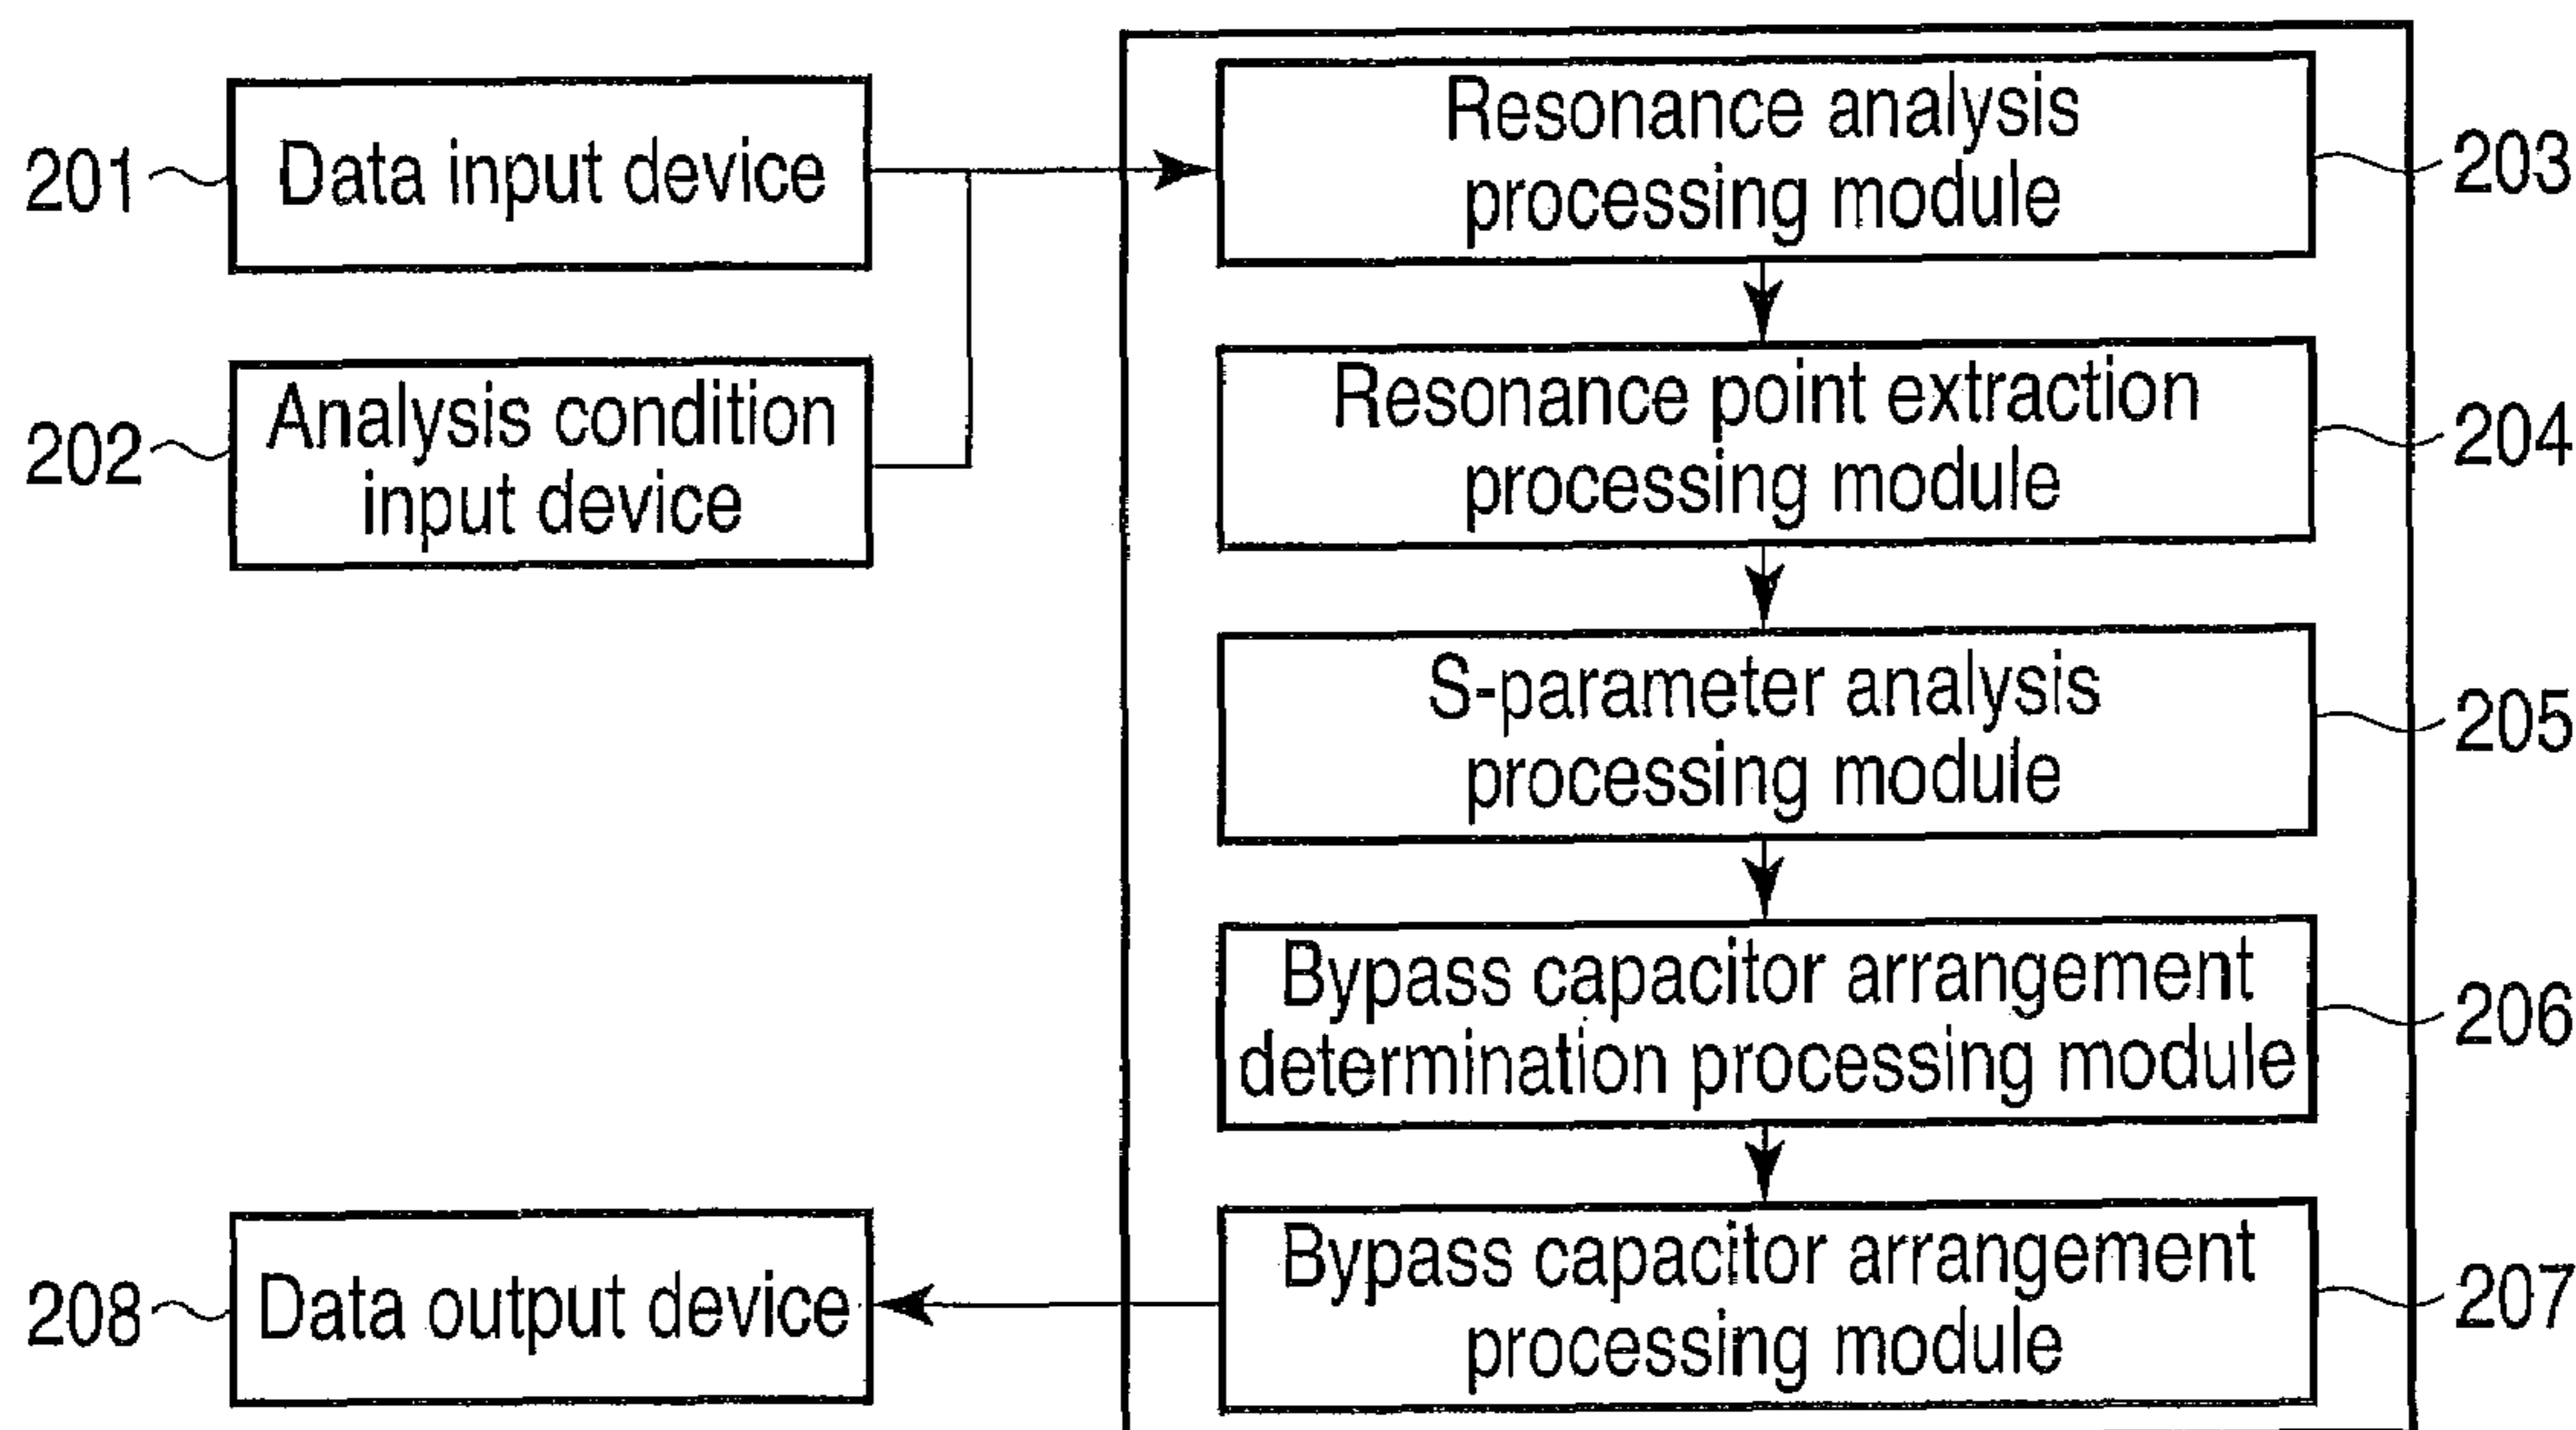 201
Data input device
202
Analysis condition
input device
Resonance analysis
processing module
203
Resonance point extraction
processing module
204
S-parameter analysis
processing module
205
Bypass capacitor arrangement
determination processing module
206
Bypass capacitor arrangement
processing module
207
208
Data output device